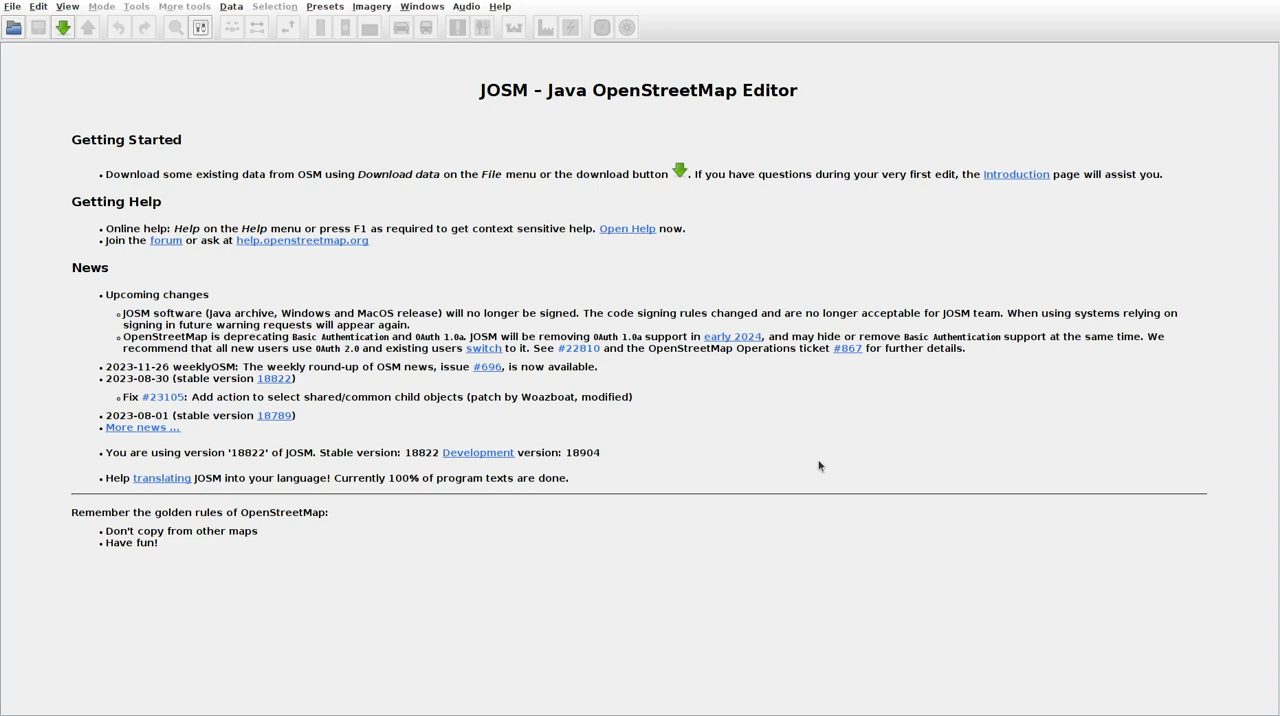 File Edit View Mode Tools More tools Data Selection Presets Imagery Windows Audio Help
JOSM – Java OpenStreetMap Editor
Getting Started
Download some existing data from OSM using Download data on the File menu or the download button . If you have questions during your very first edit, the Introduction page will assist you.
Getting Help
Online help: Help on the Help menu or press F1 as required to get context sensitive help. Open Help now.
Join the forum or ask at help.openstreetmap.org
News
Upcoming changes
JOSM software (Java archive, Windows and MacOS release) will no longer be signed. The code signing rules changed and are no longer acceptable for JOSM team. When using systems relying on
signing in future warning requests will appear again.
OpenStreetMap is deprecating Basic Authentication and OAuth 1.0a. JOSM will be removing OAuth 1.0a support in early 2024, and may hide or remove Basic Authentication support at the same time. We
recommend that all new users use OAuth 2.0 and existing users switch to it. See #22810 and the OpenStreetMap Operations ticket #867 for further details.
2023-11-26 weeklyOSM: The weekly round-up of OSM news, issue #696, is now available.
2023-08-30 (stable version 18822)
Fix #23105: Add action to select shared/common child objects (patch by Woazboat, modified)
2023-08-01 (stable version 18789)
More news ...
You are using version '18822' of JOSM. Stable version: 18822 Development version: 18904
Help translating JOSM into your language! Currently 100% of program texts are done.
Remember the golden rules of OpenStreetMap:
Don't copy from other maps
Have fun!